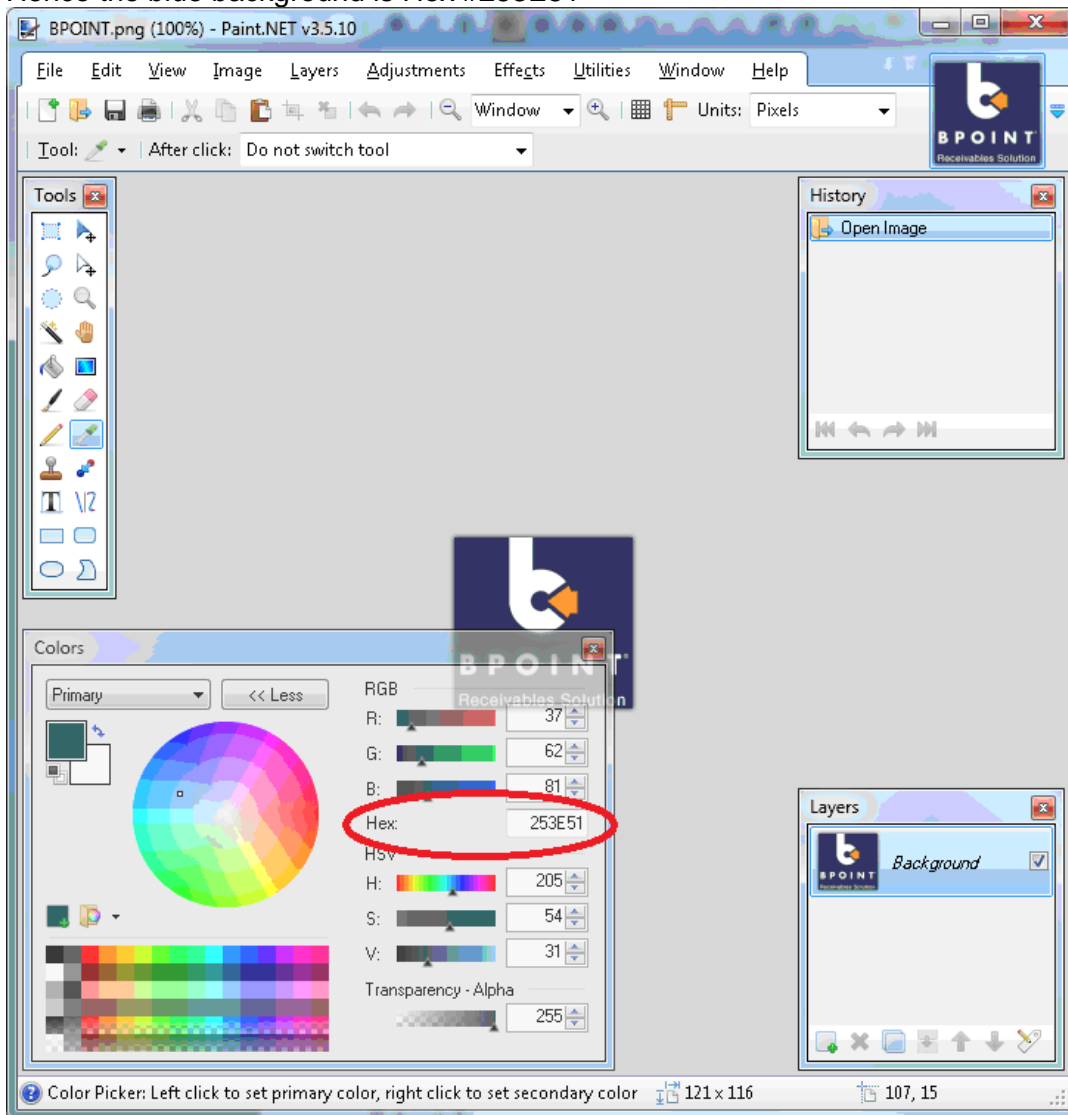 BPOINT.png (100%) - Paint.NET v3.5.10
File Edit View Image Layers Adjustments Effects Utilities Window Help
Window Units: Pixels
BPOINT
Receivables Solution
Tool: After click: Do not switch tool
Tools
History
Open Image
BPOINT
Receivables Solution
Colors
Primary << Less
RGB
R: 37
G: 62
B: 81
Hex: 253E51
HSV
H: 205
S: 54
V: 31
Transparency - Alpha
255
Layers
BPOINT
Background
Color Picker: Left click to set primary color, right click to set secondary color 121 x 116 107, 15